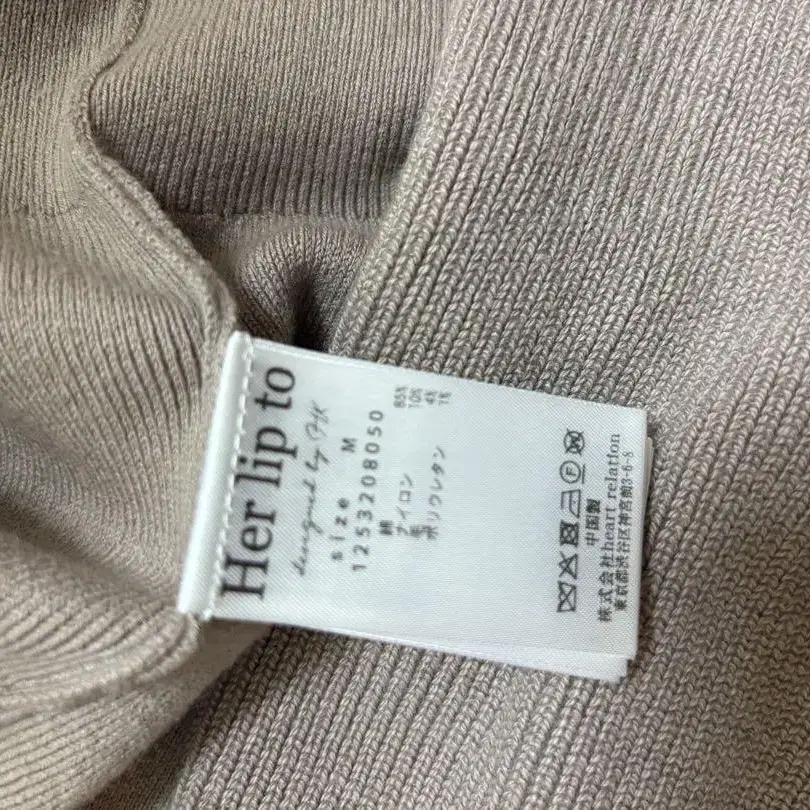 Her lip to
designed by
size M
1253208050
綿 85%
ナイロン 10%
毛 4%
ポリウレタン 1%
中国製
株式会社heart relation
東京都渋谷区神宮前3-6-8